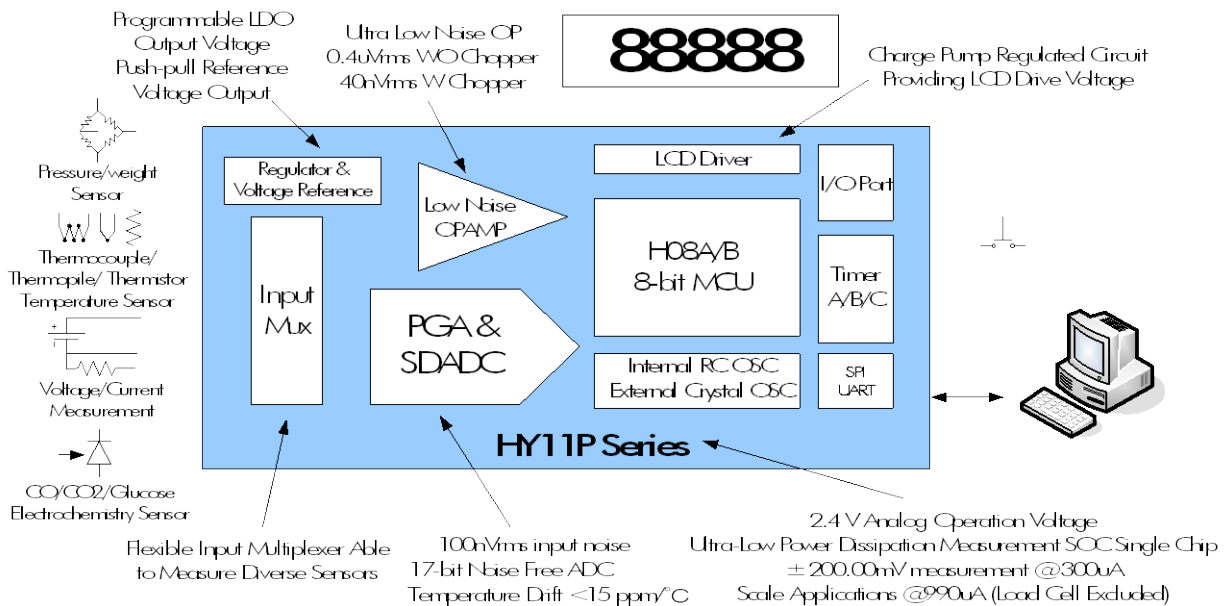 Programmable LDO
Output Voltage
Push-pull Reference
Voltage Output
Ultra Low Noise OP
0.4uVrms WO Chopper
40nVrms W Chopper
88888
Charge Pump Regulated Circuit
Providing LCD Drive Voltage
Pressure/weight
Sensor
Thermocouple/
Thermopile/ Thermistor
Temperature Sensor
Voltage/Current
Measurement
CO/CO2/Glucose
Electrochemistry Sensor
Regulator &
Voltage Reference
Input
Mux
Low Noise
OPAMP
PGA &
SDADC
LCD Driver
H08A/B
8-bit MCU
Internal RC OSC
External Crystal OSC
I/O Port
Timer
A/B/C
SPI
UART
HY11P Series
Flexible Input Multiplexer Able
to Measure Diverse Sensors
100nVrms input noise
17-bit Noise Free ADC
Temperature Drift <15 ppm/°C
2.4 V Analog Operation Voltage
Ultra-Low Power Dissipation Measurement SOC Single Chip
± 200.00mV measurement @300uA
Scale Applications @990uA (Load Cell Excluded)